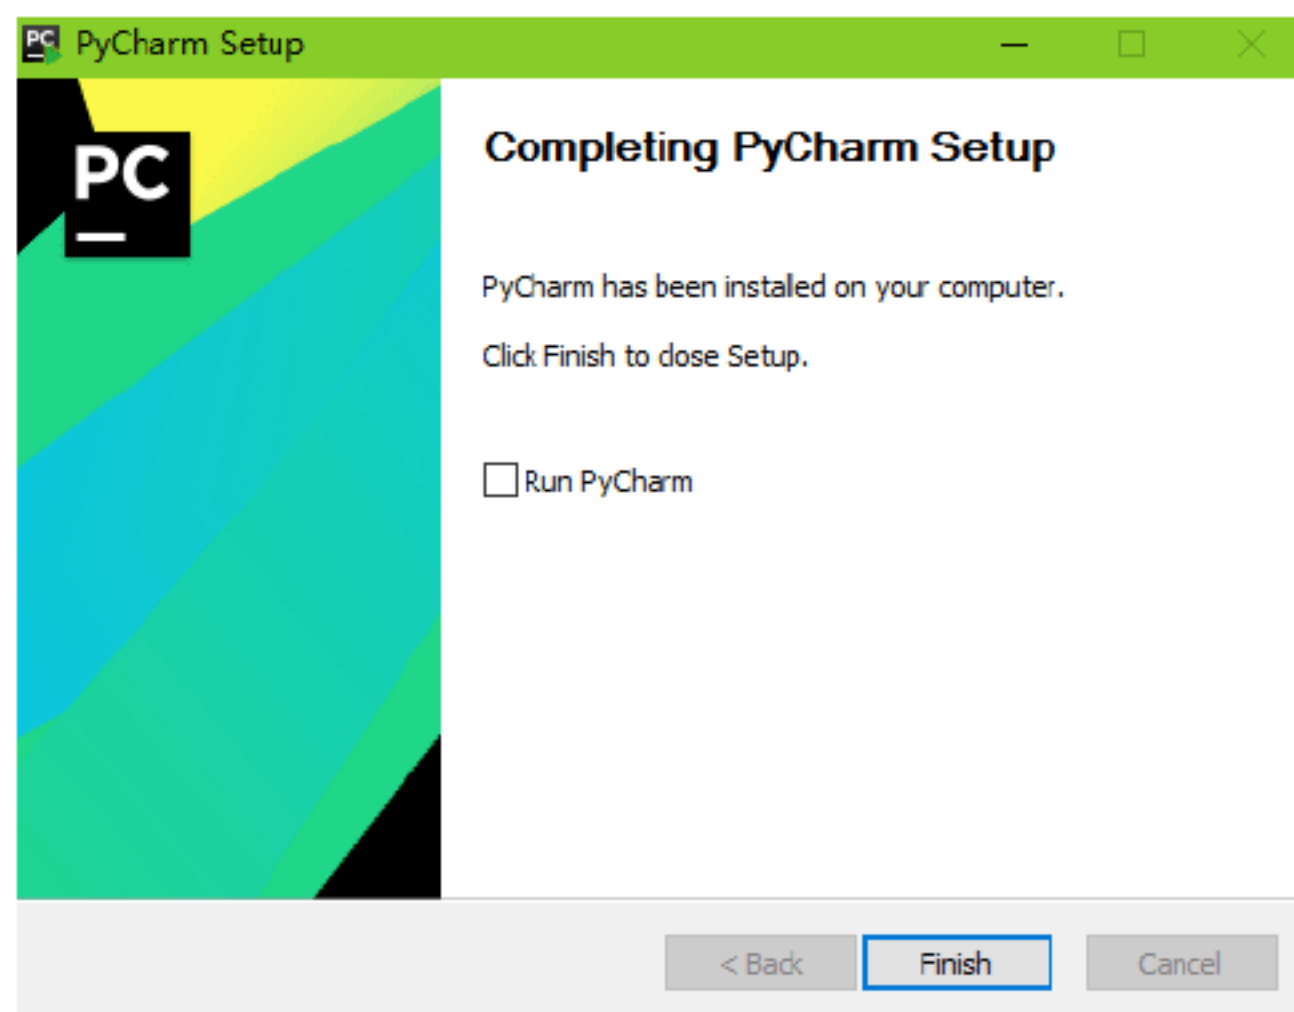 PyCharm Setup
PC
Completing PyCharm Setup
PyCharm has been installed on your computer.
Click Finish to close Setup.
Run PyCharm
< Back
Finish
Cancel